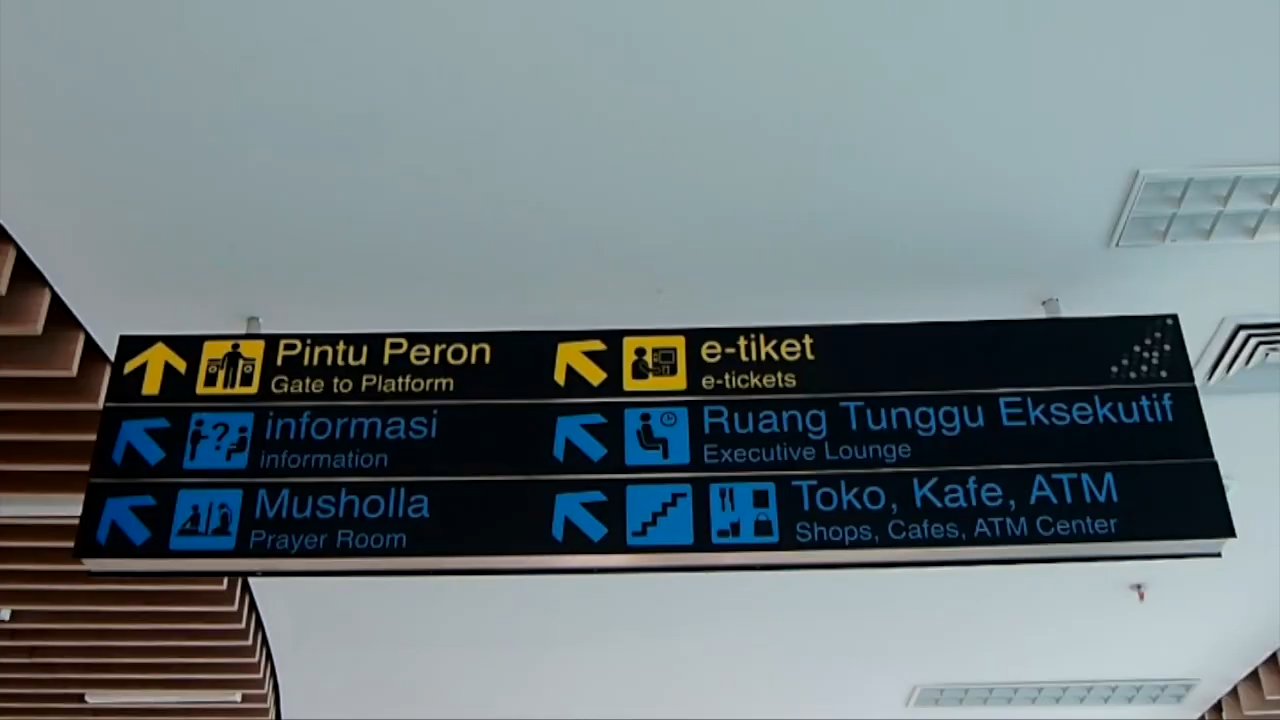 Pintu Peron
Gate to Platform
e-tiket
e-tickets
informasi
information
Ruang Tunggu Eksekutif
Executive Lounge
Musholla
Prayer Room
Toko, Kafe, ATM
Shops, Cafes, ATM Center